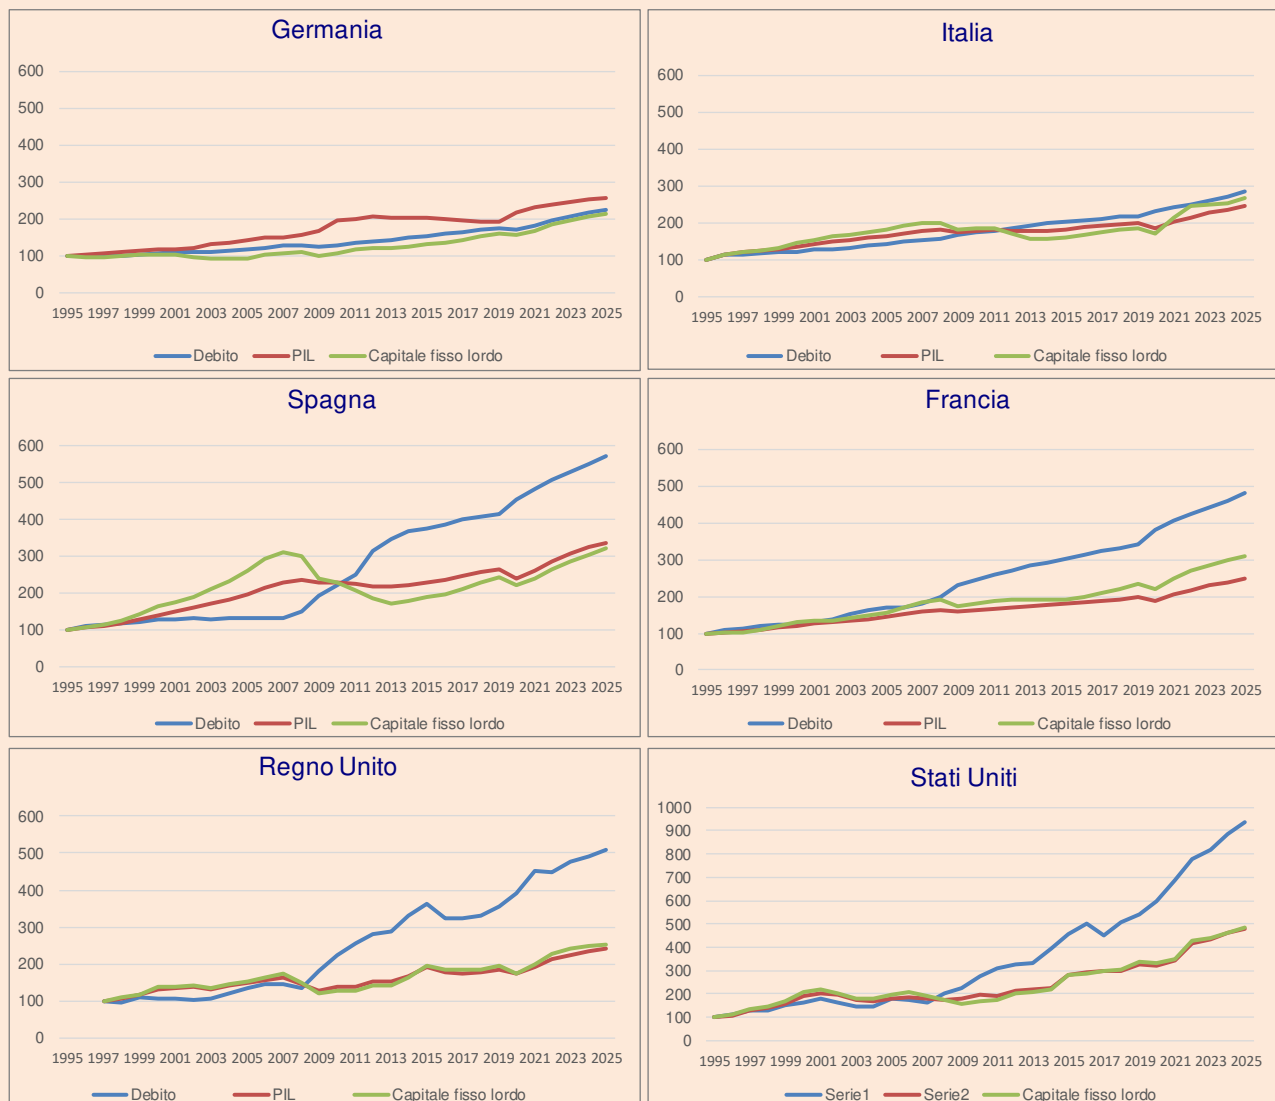 Germania
600
500
400
300
200
100
0
1995 1997 1999 2001 2003 2005 2007 2009 2011 2013 2015 2017 2019 2021 2023 2025
Debito PIL Capitale fisso lordo
Italia
600
500
400
300
200
100
0
1995 1997 1999 2001 2003 2005 2007 2009 2011 2013 2015 2017 2019 2021 2023 2025
Debito PIL Capitale fisso lordo
Spagna
600
500
400
300
200
100
0
1995 1997 1999 2001 2003 2005 2007 2009 2011 2013 2015 2017 2019 2021 2023 2025
Debito PIL Capitale fisso lordo
Francia
600
500
400
300
200
100
0
1995 1997 1999 2001 2003 2005 2007 2009 2011 2013 2015 2017 2019 2021 2023 2025
Debito PIL Capitale fisso lordo
Regno Unito
600
500
400
300
200
100
0
1995 1997 1999 2001 2003 2005 2007 2009 2011 2013 2015 2017 2019 2021 2023 2025
Debito PIL Capitale fisso lordo
Stati Uniti
1000
900
800
700
600
500
400
300
200
100
0
1995 1997 1999 2001 2003 2005 2007 2009 2011 2013 2015 2017 2019 2021 2023 2025
Serie1 Serie2 Capitale fisso lordo